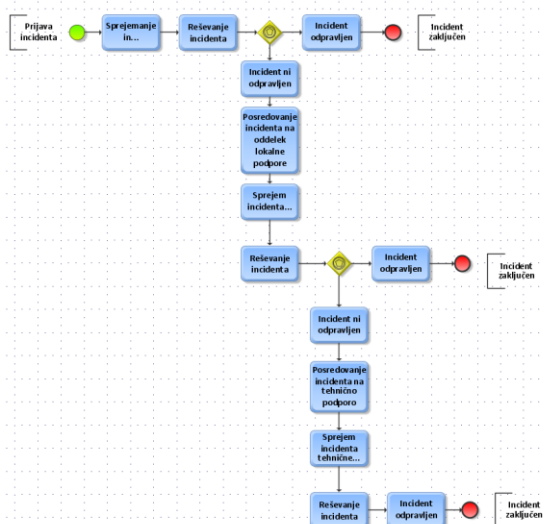 Prijava
incidenta
Sprejemanje
in...
Reševanje
incidenta
Incident
odpravljen
Incident
zaključen
Incident ni
odpravljen
Posredovanje
incidenta na
oddelek
lokalne
podpore
Sprejem
incidenta...
Reševanje
incidenta
Incident
odpravljen
Incident
zaključen
Incident ni
odpravljen
Posredovanje
incidenta na
tehnično
podporo
Sprejem
incidenta
tehnične...
Reševanje
incidenta
Incident
odpravljen
Incident
zaključen